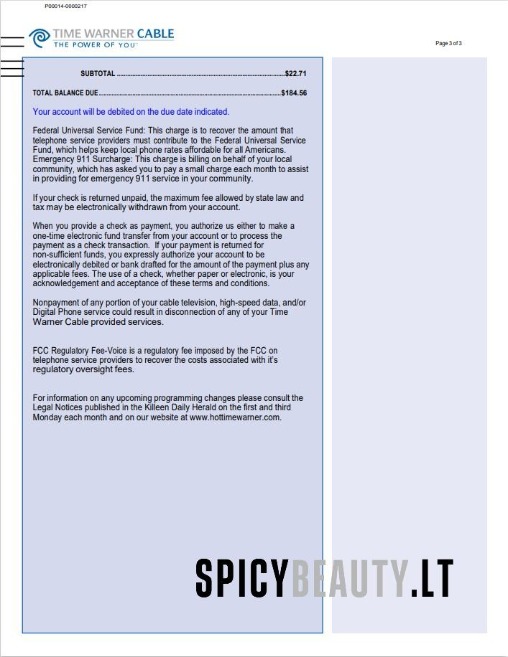 P00014-0000217
TIME WARNER CABLE
THE POWER OF YOU™
Page 3 of 3
SUBTOTAL ........................................................................$22.71
TOTAL BALANCE DUE..................................................................$184.56
Your account will be debited on the due date indicated.
Federal Universal Service Fund: This charge is to recover the amount that
telephone service providers must contribute to the Federal Universal Service
Fund, which helps keep local phone rates affordable for all Americans.
Emergency 911 Surcharge: This charge is billing on behalf of your local
community, which has asked you to pay a small charge each month to assist
in providing for emergency 911 service in your community.
If your check is returned unpaid, the maximum fee allowed by state law and
tax may be electronically withdrawn from your account.
When you provide a check as payment, you authorize us either to make a
one-time electronic fund transfer from your account or to process the
payment as a check transaction. If your payment is returned for
non-sufficient funds, you expressly authorize your account to be
electronically debited or bank drafted for the amount of the payment plus any
applicable fees. The use of a check, whether paper or electronic, is your
acknowledgement and acceptance of these terms and conditions.
Nonpayment of any portion of your cable television, high-speed data, and/or
Digital Phone service could result in disconnection of any of your Time
Warner Cable provided services.
FCC Regulatory Fee-Voice is a regulatory fee imposed by the FCC on
telephone service providers to recover the costs associated with it's
regulatory oversight fees.
For information on any upcoming programming changes please consult the
Legal Notices published in the Killeen Daily Herald on the first and third
Monday each month and on our website at www.hottimewarner.com.
SPICYBEAUTY.LT